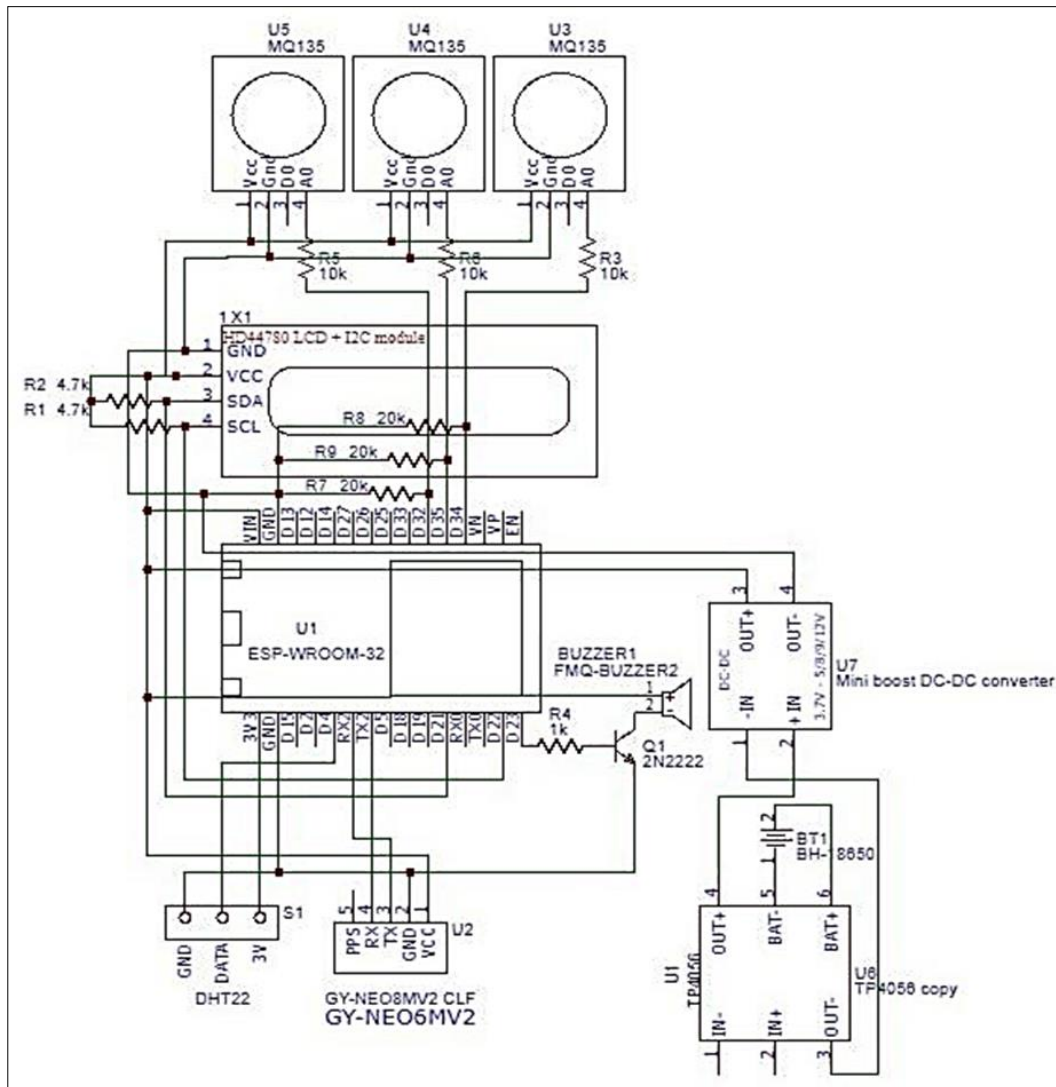 U5
MQ135
U4
MQ135
U3
MQ135
Vcc
Gnd
D0
A0
Vcc
Gnd
D0
A0
Vcc
Gnd
D0
A0
1
2
3
4
1
2
3
4
1
2
3
4
R5
10k
R6
10k
R3
10k
1X1
HD44780 LCD + I2C module
1 GND
2 VCC
3 SDA
4 SCL
R2 4.7k
R1 4.7k
R8 20k
R9 20k
R7 20k
VIN
GND
D13
D12
D14
D27
D26
D25
D33
D32
D35
D34
VN
VP
EN
U1
ESP-WROOM-32
3V3
GND
D15
D2
D4
RX2
TX2
D5
D18
D19
D21
RX0
TX0
D22
D23
BUZZER1
FMQ-BUZZER2
1
2
+
R4
1k
Q1
2N2222
3
4
OUT+
OUT-
DC-DC
3.7V - 5/8/9/12V
-IN
+IN
1
2
U7
Mini boost DC-DC converter
2
1
BT1
BH-18650
4
5
6
OUT+
BAT-
BAT+
U1
TP4056
U6
TP4056 copy
IN-
IN+
OUT-
1
2
3
S1
GND
DATA
3V
DHT22
5
4
3
2
1
PPS
RX
TX
GND
VCC
U2
GY-NEO8MV2 CLF
GY-NEO6MV2